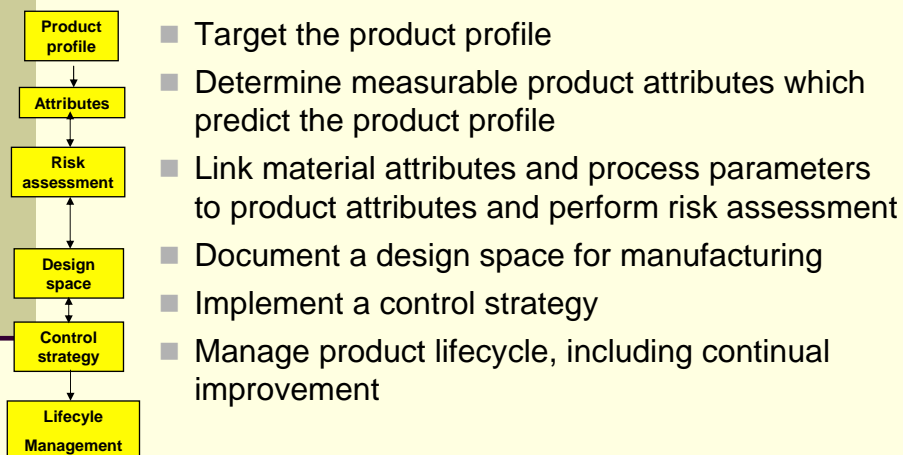 Product
profile
Attributes
Risk
assessment
Design
space
Control
strategy
Lifecyle
Management
Target the product profile
Determine measurable product attributes which
predict the product profile
Link material attributes and process parameters
to product attributes and perform risk assessment
Document a design space for manufacturing
Implement a control strategy
Manage product lifecycle, including continual
improvement